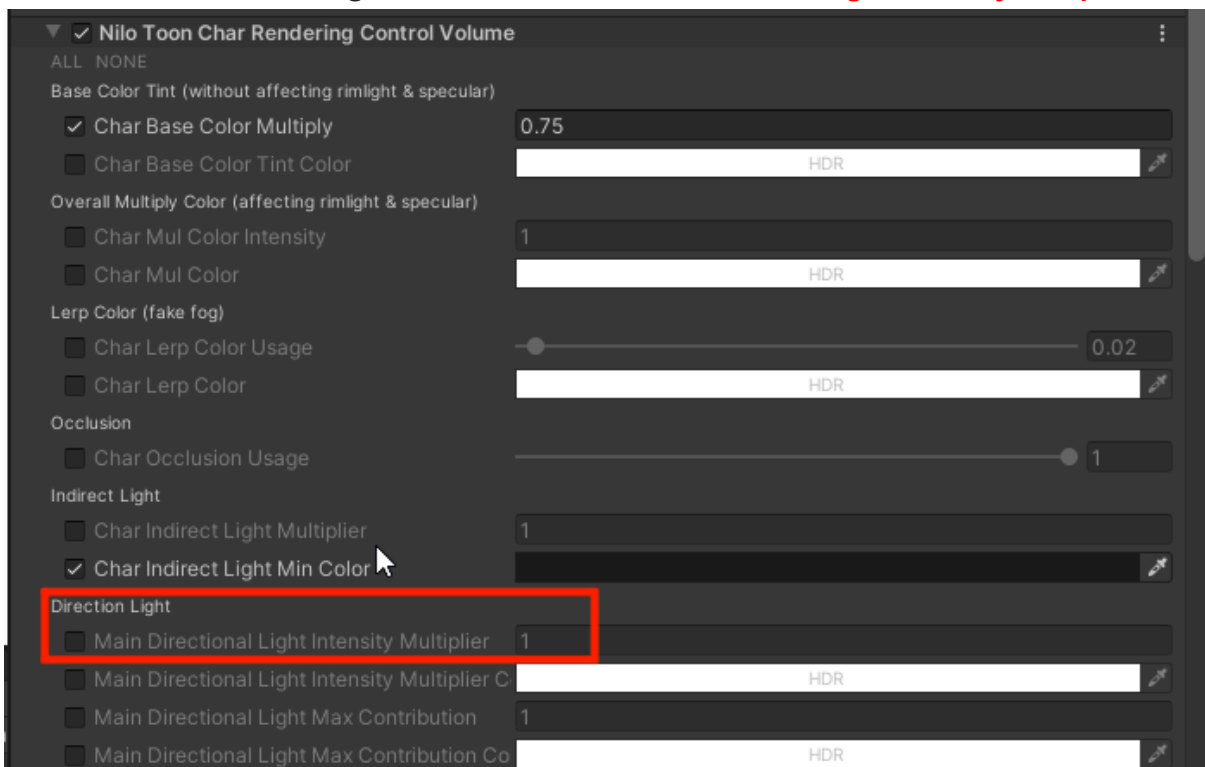 Nilo Toon Char Rendering Control Volume
ALL NONE
Base Color Tint (without affecting rimlight & specular)
Char Base Color Multiply 0.75
Char Base Color Tint Color HDR
Overall Multiply Color (affecting rimlight & specular)
Char Mul Color Intensity 1
Char Mul Color HDR
Lerp Color (fake fog)
Char Lerp Color Usage 0.02
Char Lerp Color HDR
Occlusion
Char Occlusion Usage 1
Indirect Light
Char Indirect Light Multiplier 1
Char Indirect Light Min Color
Direction Light
Main Directional Light Intensity Multiplier 1
Main Directional Light Intensity Multiplier C HDR
Main Directional Light Max Contribution 1
Main Directional Light Max Contribution Co HDR